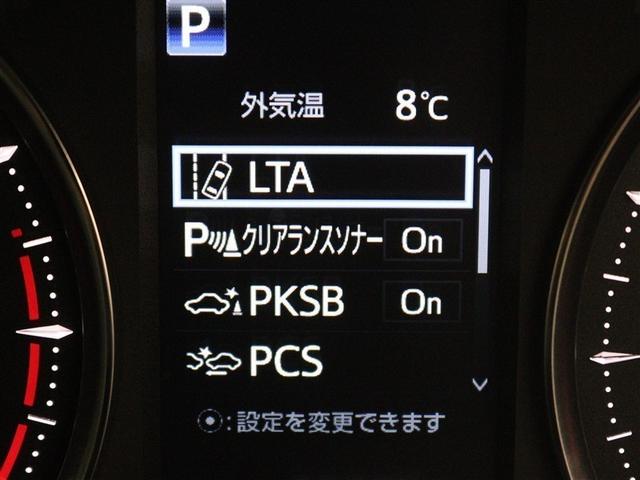 P
外気温 8℃
LTA
Pクリアランスソナー On
PKSB On
PCS
:設定を変更できます